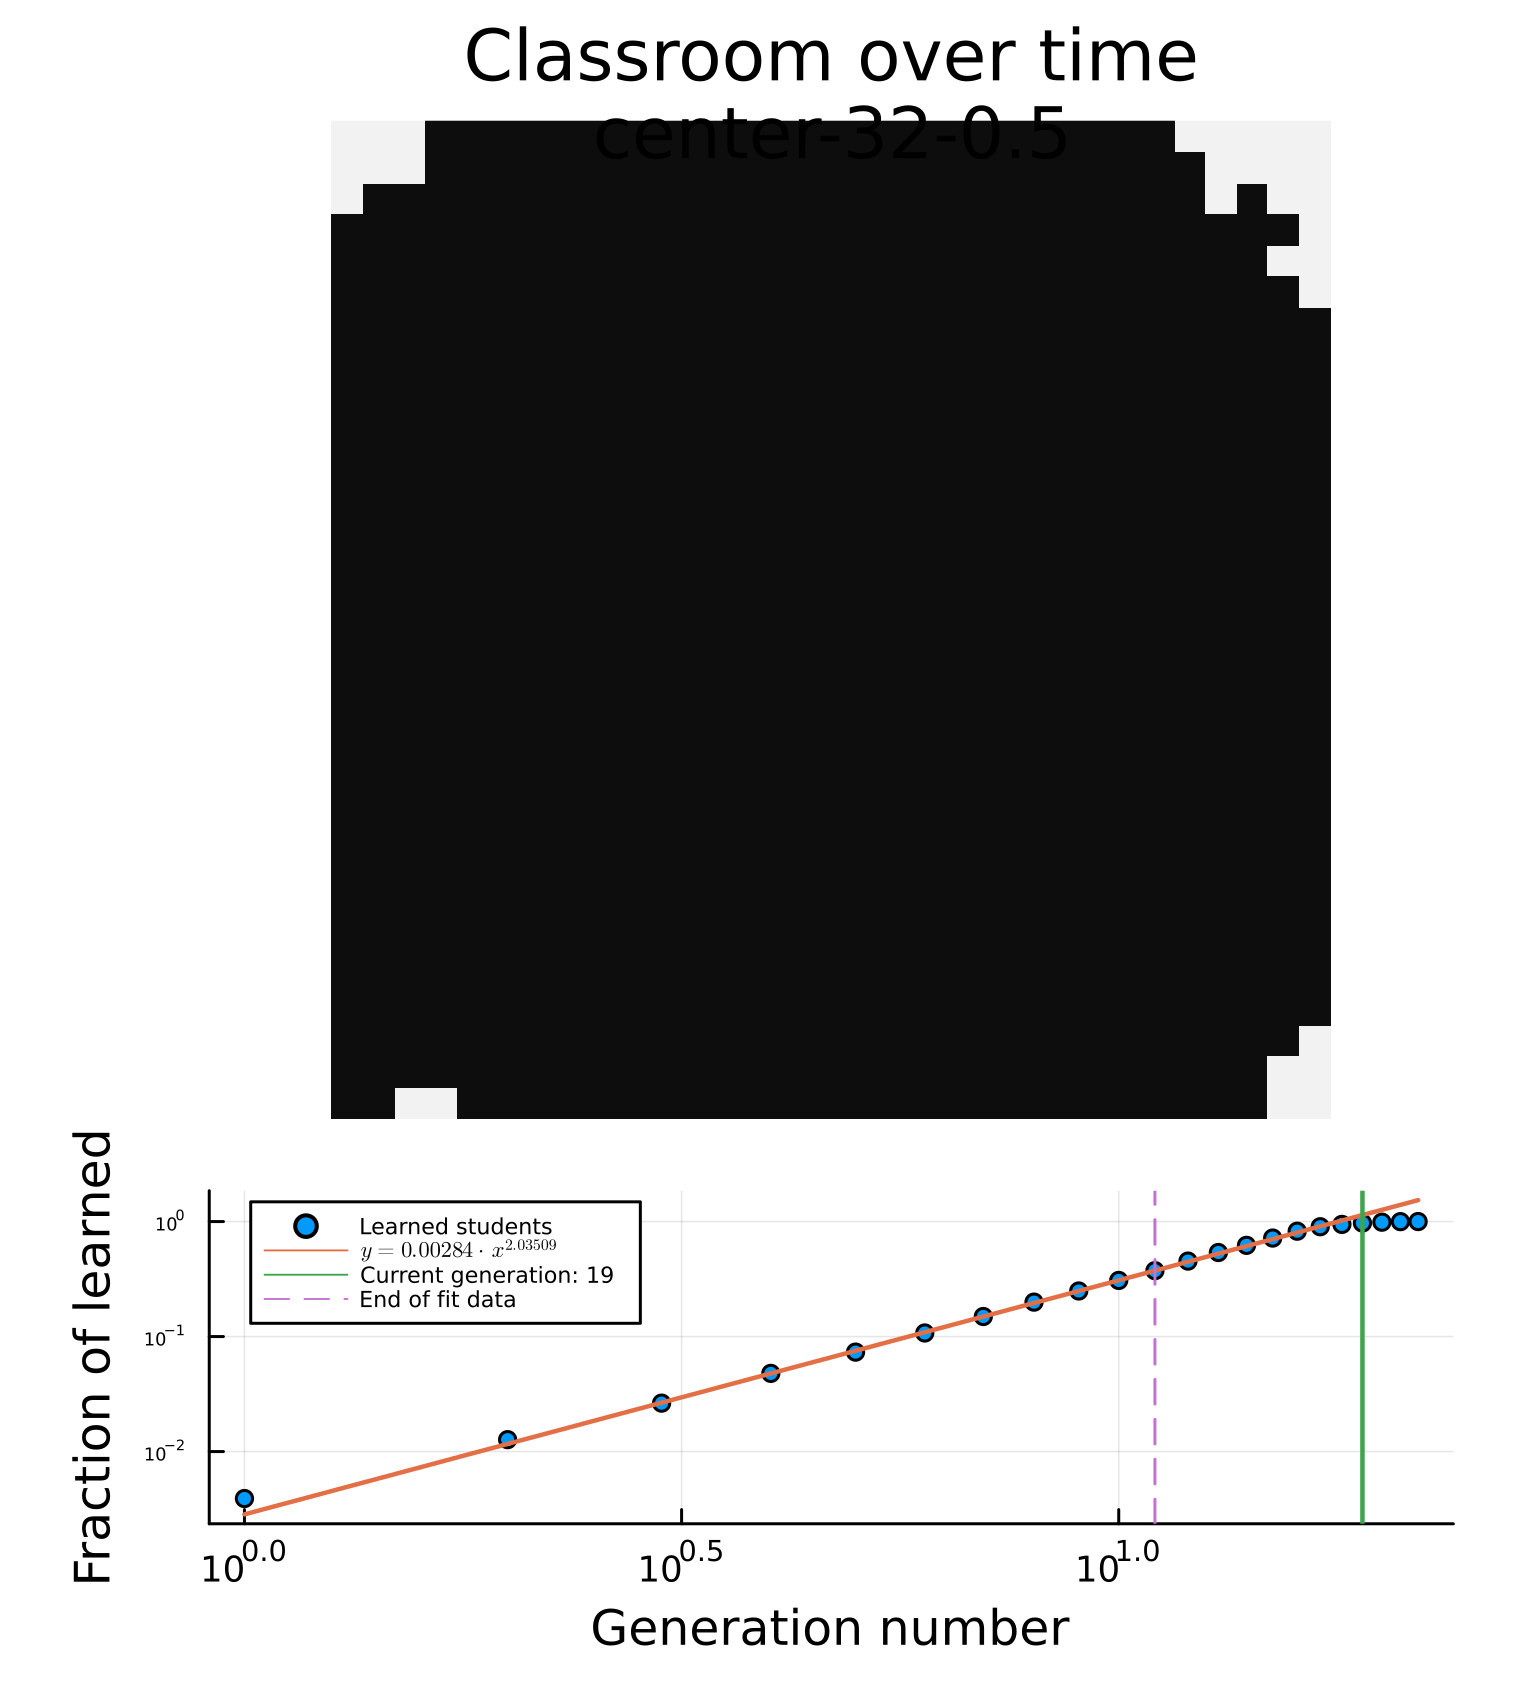 Classroom over time
center-32-0.5
Fraction of learned
10⁰
10⁻¹
10⁻²
Learned students
y = 0.00284 · x^2.03509
Current generation: 19
End of fit data
10^0.0
10^0.5
10^1.0
Generation number